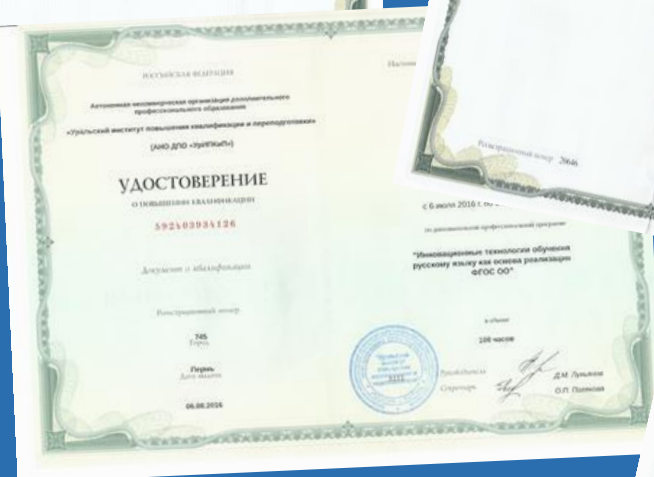 РОССИЙСКАЯ ФЕДЕРАЦИЯ
Автономная некоммерческая организация дополнительного
профессионального образования
«Уральский институт повышения квалификации и переподготовки»
(АНО ДПО «УрИПКиП»)
УДОСТОВЕРЕНИЕ
О ПОВЫШЕНИИ КВАЛИФИКАЦИИ
592403934126
Документ о квалификации
Регистрационный номер
745
Город
Пермь
Дата выдачи
06.08.2016
с 6 июля 2016 г. по
по дополнительной профессиональной программе
"Инновационные технологии обучения
русскому языку как основа реализации
ФГОС ОО"
в объёме
108 часов
Руководитель
Д.М. Лукьянов
Секретарь
О.П. Полякова
Регистрационный номер 20646